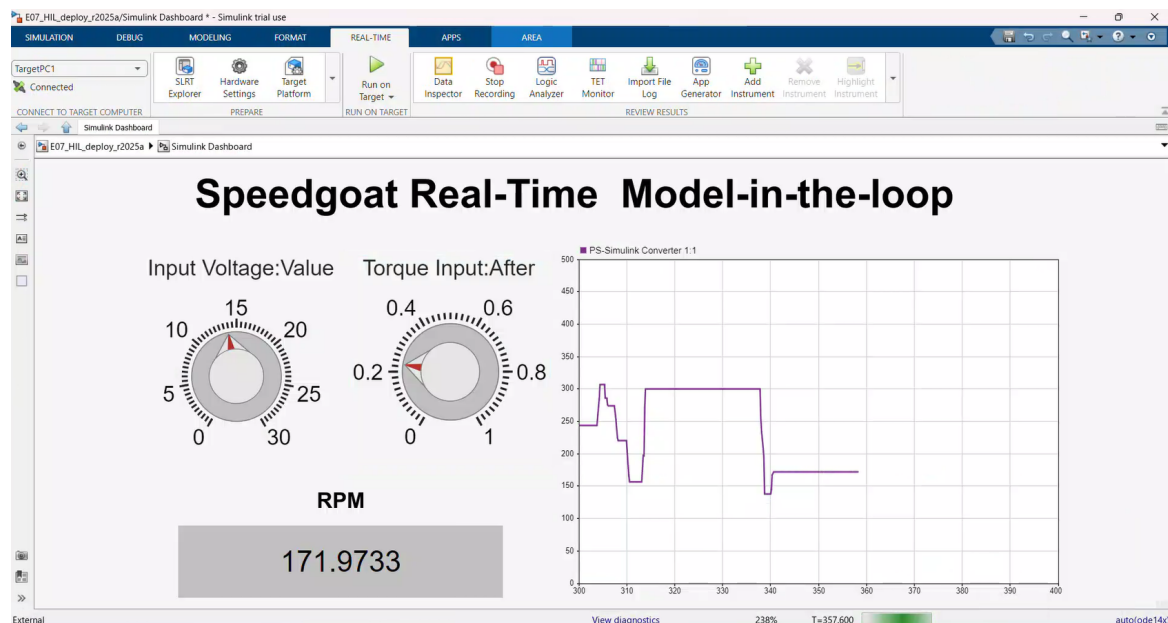 E07_HIL_deploy_r2025a/Simulink Dashboard * - Simulink trial use
SIMULATION DEBUG MODELING FORMAT REAL-TIME APPS AREA
TargetPC1
Connected
SLRT Explorer
Hardware Settings
Target Platform
Run on Target
Data Inspector
Stop Recording
Logic Analyzer
TET Monitor
Import File Log
App Generator
Add Instrument
Remove Instrument
Highlight Instrument
CONNECT TO TARGET COMPUTER PREPARE RUN ON TARGET REVIEW RESULTS
Simulink Dashboard
E07_HIL_deploy_r2025a Simulink Dashboard
Speedgoat Real-Time Model-in-the-loop
Input Voltage:Value
0 5 10 15 20 25 30
Torque Input:After
0 0.2 0.4 0.6 0.8 1
RPM
171.9733
PS-Simulink Converter 1:1
500
450
400
350
300
250
200
150
100
50
0
300 310 320 330 340 350 360 370 380 390 400
External View diagnostics 238% T=357.600 auto(ode14x)